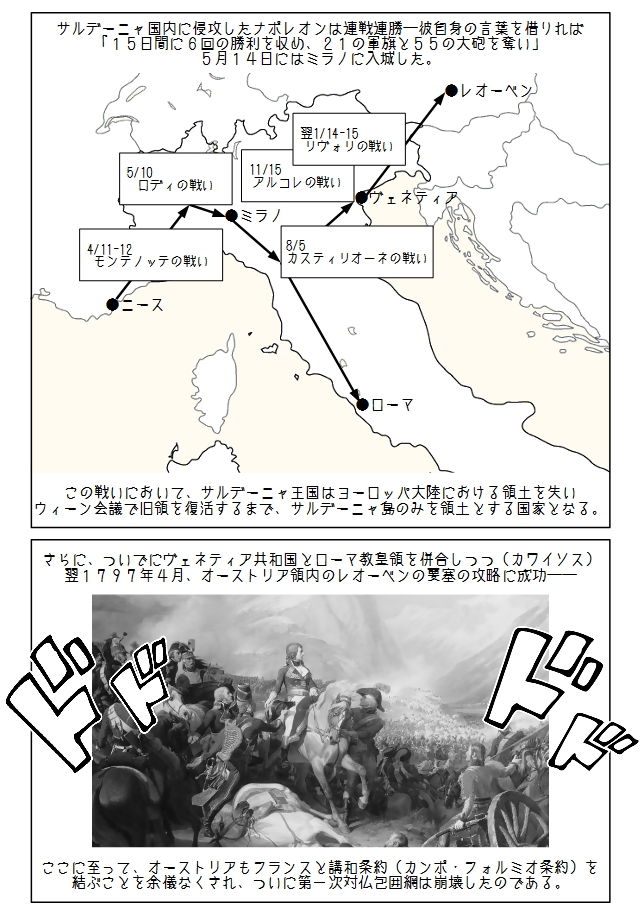 サルデーニャ国内に侵攻したナポレオンは連戦連勝―彼自身の言葉を借りれば
「１５日間に６回の勝利を収め、２１の軍旗と５５の大砲を奪い」
５月１４日にはミラノに入城した。
レオーベン
翌1/14-15
リヴォリの戦い
5/10
ロディの戦い
11/15
アルコレの戦い
ヴェネティア
ミラノ
4/11-12
モンテノッテの戦い
8/5
カスティリオーネの戦い
ニース
ローマ
この戦いにおいて、サルデーニャ王国はヨーロッパ大陸における領土を失い
ウィーン会議で旧領を復活するまで、サルデーニャ島のみを領土とする国家となる。
さらに、ついでにヴェネティア共和国とローマ教皇領を併合しつつ（カワイソス）
翌１７９７年４月、オーストリア領内のレオーベンの要塞の攻略に成功――
ドド
ドド
ここに至って、オーストリアもフランスと講和条約（カンポ・フォルミオ条約）を
結ぶことを余儀なくされ、ついに第一次対仏包囲網は崩壊したのである。